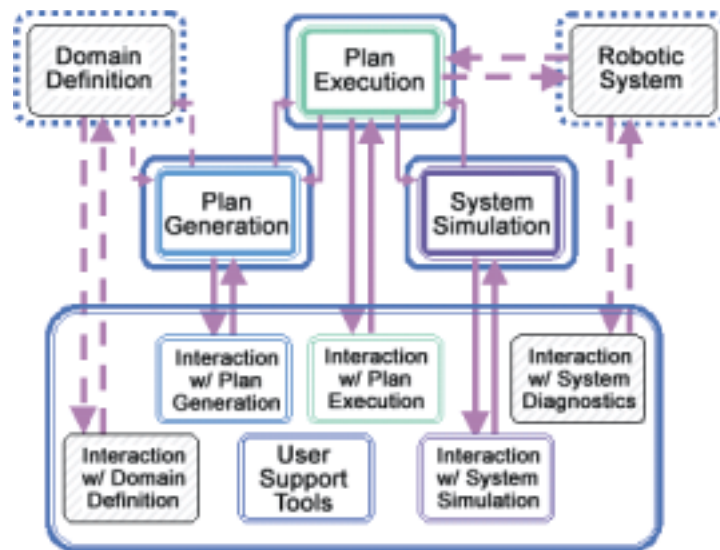 Domain
Definition
Plan
Execution
Robotic
System
Plan
Generation
System
Simulation
Interaction
w/ Plan
Generation
Interaction
w/ Plan
Execution
Interaction
w/ System
Diagnostics
Interaction
w/ Domain
Definition
User
Support
Tools
Interaction
w/ System
Simulation